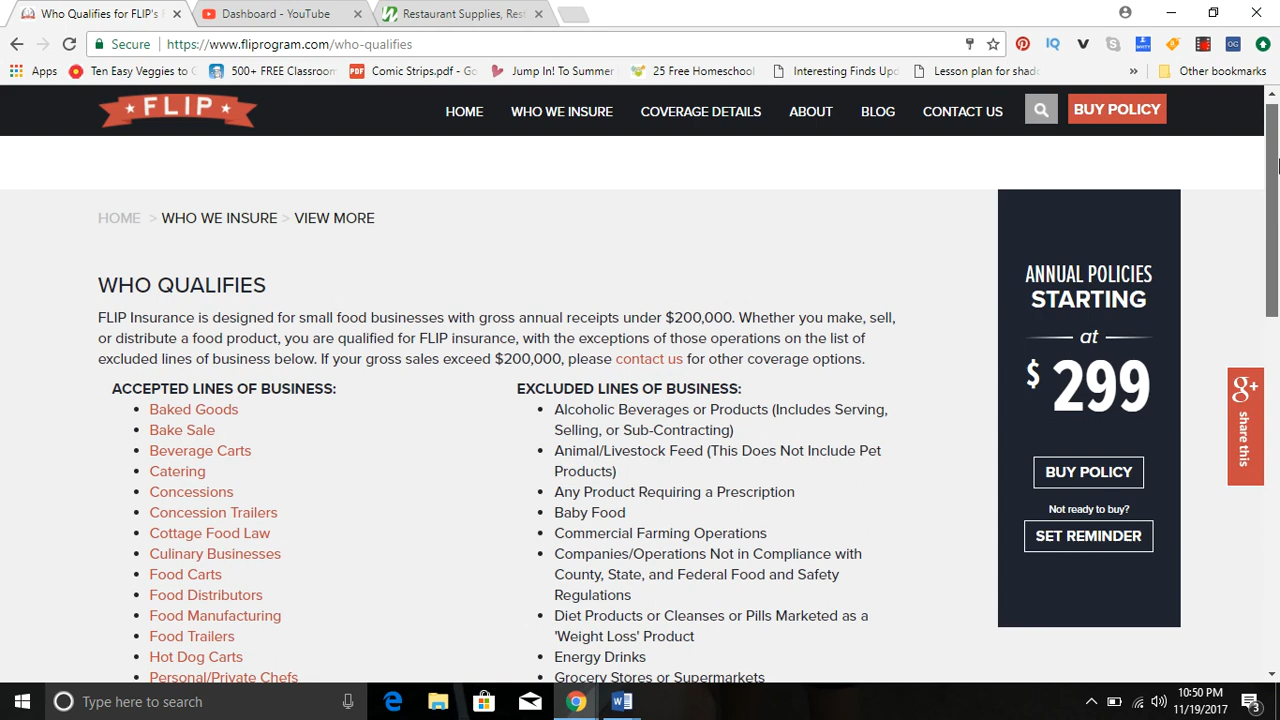 Who Qualifies for FLIP's
Dashboard - YouTube
Restaurant Supplies, Rest
Secure
https://www.fliprogram.com/who-qualifies
Apps
Ten Easy Veggies to
500+ FREE Classroom
Comic Strips.pdf - Go
Jump In! To Summer
25 Free Homeschool
Interesting Finds Upd
Lesson plan for shad
»
Other bookmarks
FLIP
HOME
WHO WE INSURE
COVERAGE DETAILS
ABOUT
BLOG
CONTACT US
BUY POLICY
HOME > WHO WE INSURE > VIEW MORE
WHO QUALIFIES
FLIP Insurance is designed for small food businesses with gross annual receipts under $200,000. Whether you make, sell,
or distribute a food product, you are qualified for FLIP insurance, with the exceptions of those operations on the list of
excluded lines of business below. If your gross sales exceed $200,000, please contact us for other coverage options.
ACCEPTED LINES OF BUSINESS:
• Baked Goods
• Bake Sale
• Beverage Carts
• Catering
• Concessions
• Concession Trailers
• Cottage Food Law
• Culinary Businesses
• Food Carts
• Food Distributors
• Food Manufacturing
• Food Trailers
• Hot Dog Carts
• Personal/Private Chefs
EXCLUDED LINES OF BUSINESS:
• Alcoholic Beverages or Products (Includes Serving,
Selling, or Sub-Contracting)
• Animal/Livestock Feed (This Does Not Include Pet
Products)
• Any Product Requiring a Prescription
• Baby Food
• Commercial Farming Operations
• Companies/Operations Not in Compliance with
County, State, and Federal Food and Safety
Regulations
• Diet Products or Cleanses or Pills Marketed as a
'Weight Loss' Product
• Energy Drinks
• Grocery Stores or Supermarkets
ANNUAL POLICIES
STARTING
at
$299
BUY POLICY
Not ready to buy?
SET REMINDER
g+
share this
Type here to search
10:50 PM
11/19/2017
3